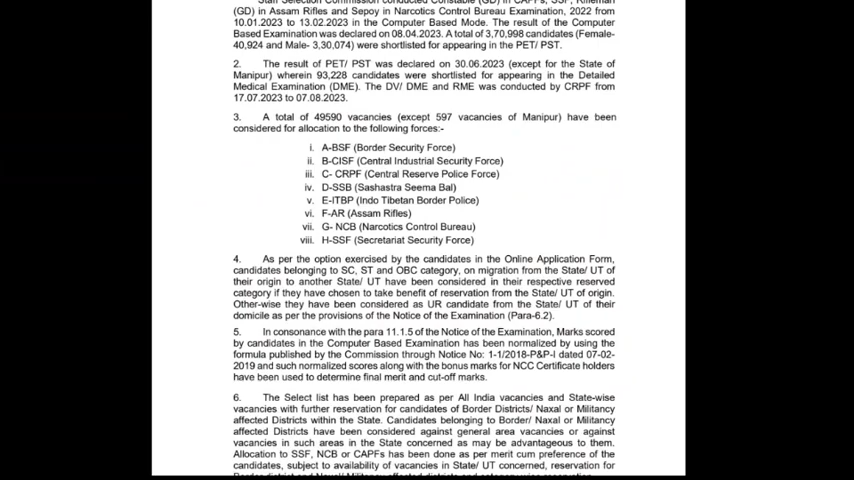 Staff Selection Commission conducted Constable (GD) in CAPFs, SSF, Rifleman
(GD) in Assam Rifles and Sepoy in Narcotics Control Bureau Examination, 2022 from
10.01.2023 to 13.02.2023 in the Computer Based Mode. The result of the Computer
Based Examination was declared on 08.04.2023. A total of 3,70,998 candidates (Female-
40,924 and Male- 3,30,074) were shortlisted for appearing in the PET/ PST.
2. The result of PET/ PST was declared on 30.06.2023 (except for the State of
Manipur) wherein 93,228 candidates were shortlisted for appearing in the Detailed
Medical Examination (DME). The DV/ DME and RME was conducted by CRPF from
17.07.2023 to 07.08.2023.
3. A total of 49590 vacancies (except 597 vacancies of Manipur) have been
considered for allocation to the following forces:-
i. A-BSF (Border Security Force)
ii. B-CISF (Central Industrial Security Force)
iii. C- CRPF (Central Reserve Police Force)
iv. D-SSB (Sashastra Seema Bal)
v. E-ITBP (Indo Tibetan Border Police)
vi. F-AR (Assam Rifles)
vii. G- NCB (Narcotics Control Bureau)
viii. H-SSF (Secretariat Security Force)
4. As per the option exercised by the candidates in the Online Application Form,
candidates belonging to SC, ST and OBC category, on migration from the State/ UT of
their origin to another State/ UT have been considered in their respective reserved
category if they have chosen to take benefit of reservation from the State/ UT of origin.
Other-wise they have been considered as UR candidate from the State/ UT of their
domicile as per the provisions of the Notice of the Examination (Para-6.2).
5. In consonance with the para 11.1.5 of the Notice of the Examination, Marks scored
by candidates in the Computer Based Examination has been normalized by using the
formula published by the Commission through Notice No: 1-1/2018-P&P-I dated 07-02-
2019 and such normalized scores along with the bonus marks for NCC Certificate holders
have been used to determine final merit and cut-off marks.
6. The Select list has been prepared as per All India vacancies and State-wise
vacancies with further reservation for candidates of Border Districts/ Naxal or Militancy
affected Districts within the State. Candidates belonging to Border/ Naxal or Militancy
affected Districts have been considered against general area vacancies or against
vacancies in such areas in the State concerned as may be advantageous to them.
Allocation to SSF, NCB or CAPFs has been done as per merit cum preference of the
candidates, subject to availability of vacancies in State/ UT concerned, reservation for